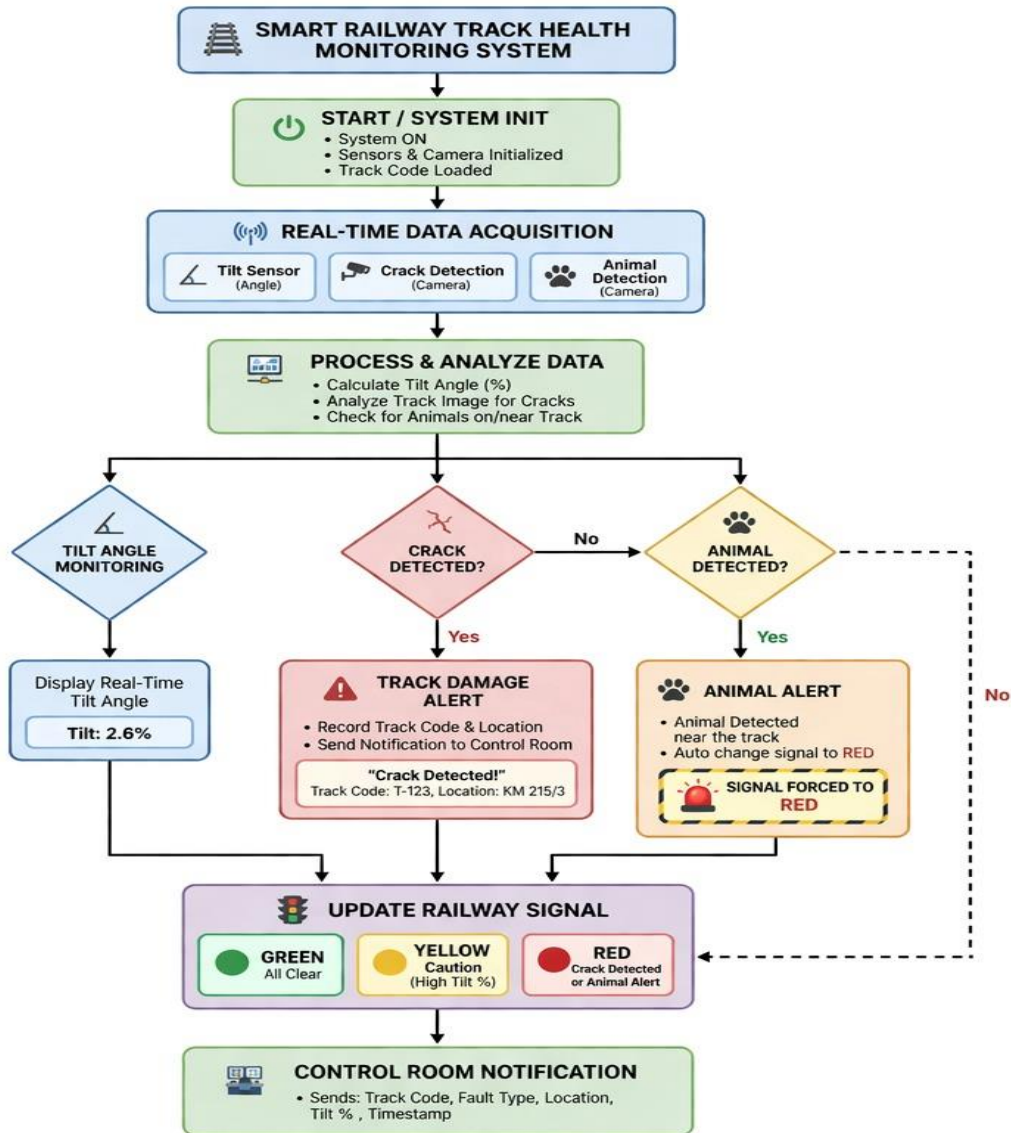 SMART RAILWAY TRACK HEALTH
MONITORING SYSTEM
START / SYSTEM INIT
• System ON
• Sensors & Camera Initialized
• Track Code Loaded
REAL-TIME DATA ACQUISITION
Tilt Sensor
(Angle)
Crack Detection
(Camera)
Animal
Detection
(Camera)
PROCESS & ANALYZE DATA
• Calculate Tilt Angle (%)
• Analyze Track Image for Cracks
• Check for Animals on/near Track
TILT ANGLE
MONITORING
CRACK
DETECTED?
No
ANIMAL
DETECTED?
Yes
Yes
No
Display Real-Time
Tilt Angle
Tilt: 2.6%
TRACK DAMAGE
ALERT
• Record Track Code & Location
• Send Notification to Control Room
"Crack Detected!"
Track Code: T-123, Location: KM 215/3
ANIMAL ALERT
• Animal Detected
near the track
• Auto change signal to RED
SIGNAL FORCED TO
RED
UPDATE RAILWAY SIGNAL
GREEN
All Clear
YELLOW
Caution
(High Tilt %)
RED
Crack Detected
or Animal Alert
CONTROL ROOM NOTIFICATION
• Sends: Track Code, Fault Type, Location,
Tilt % , Timestamp